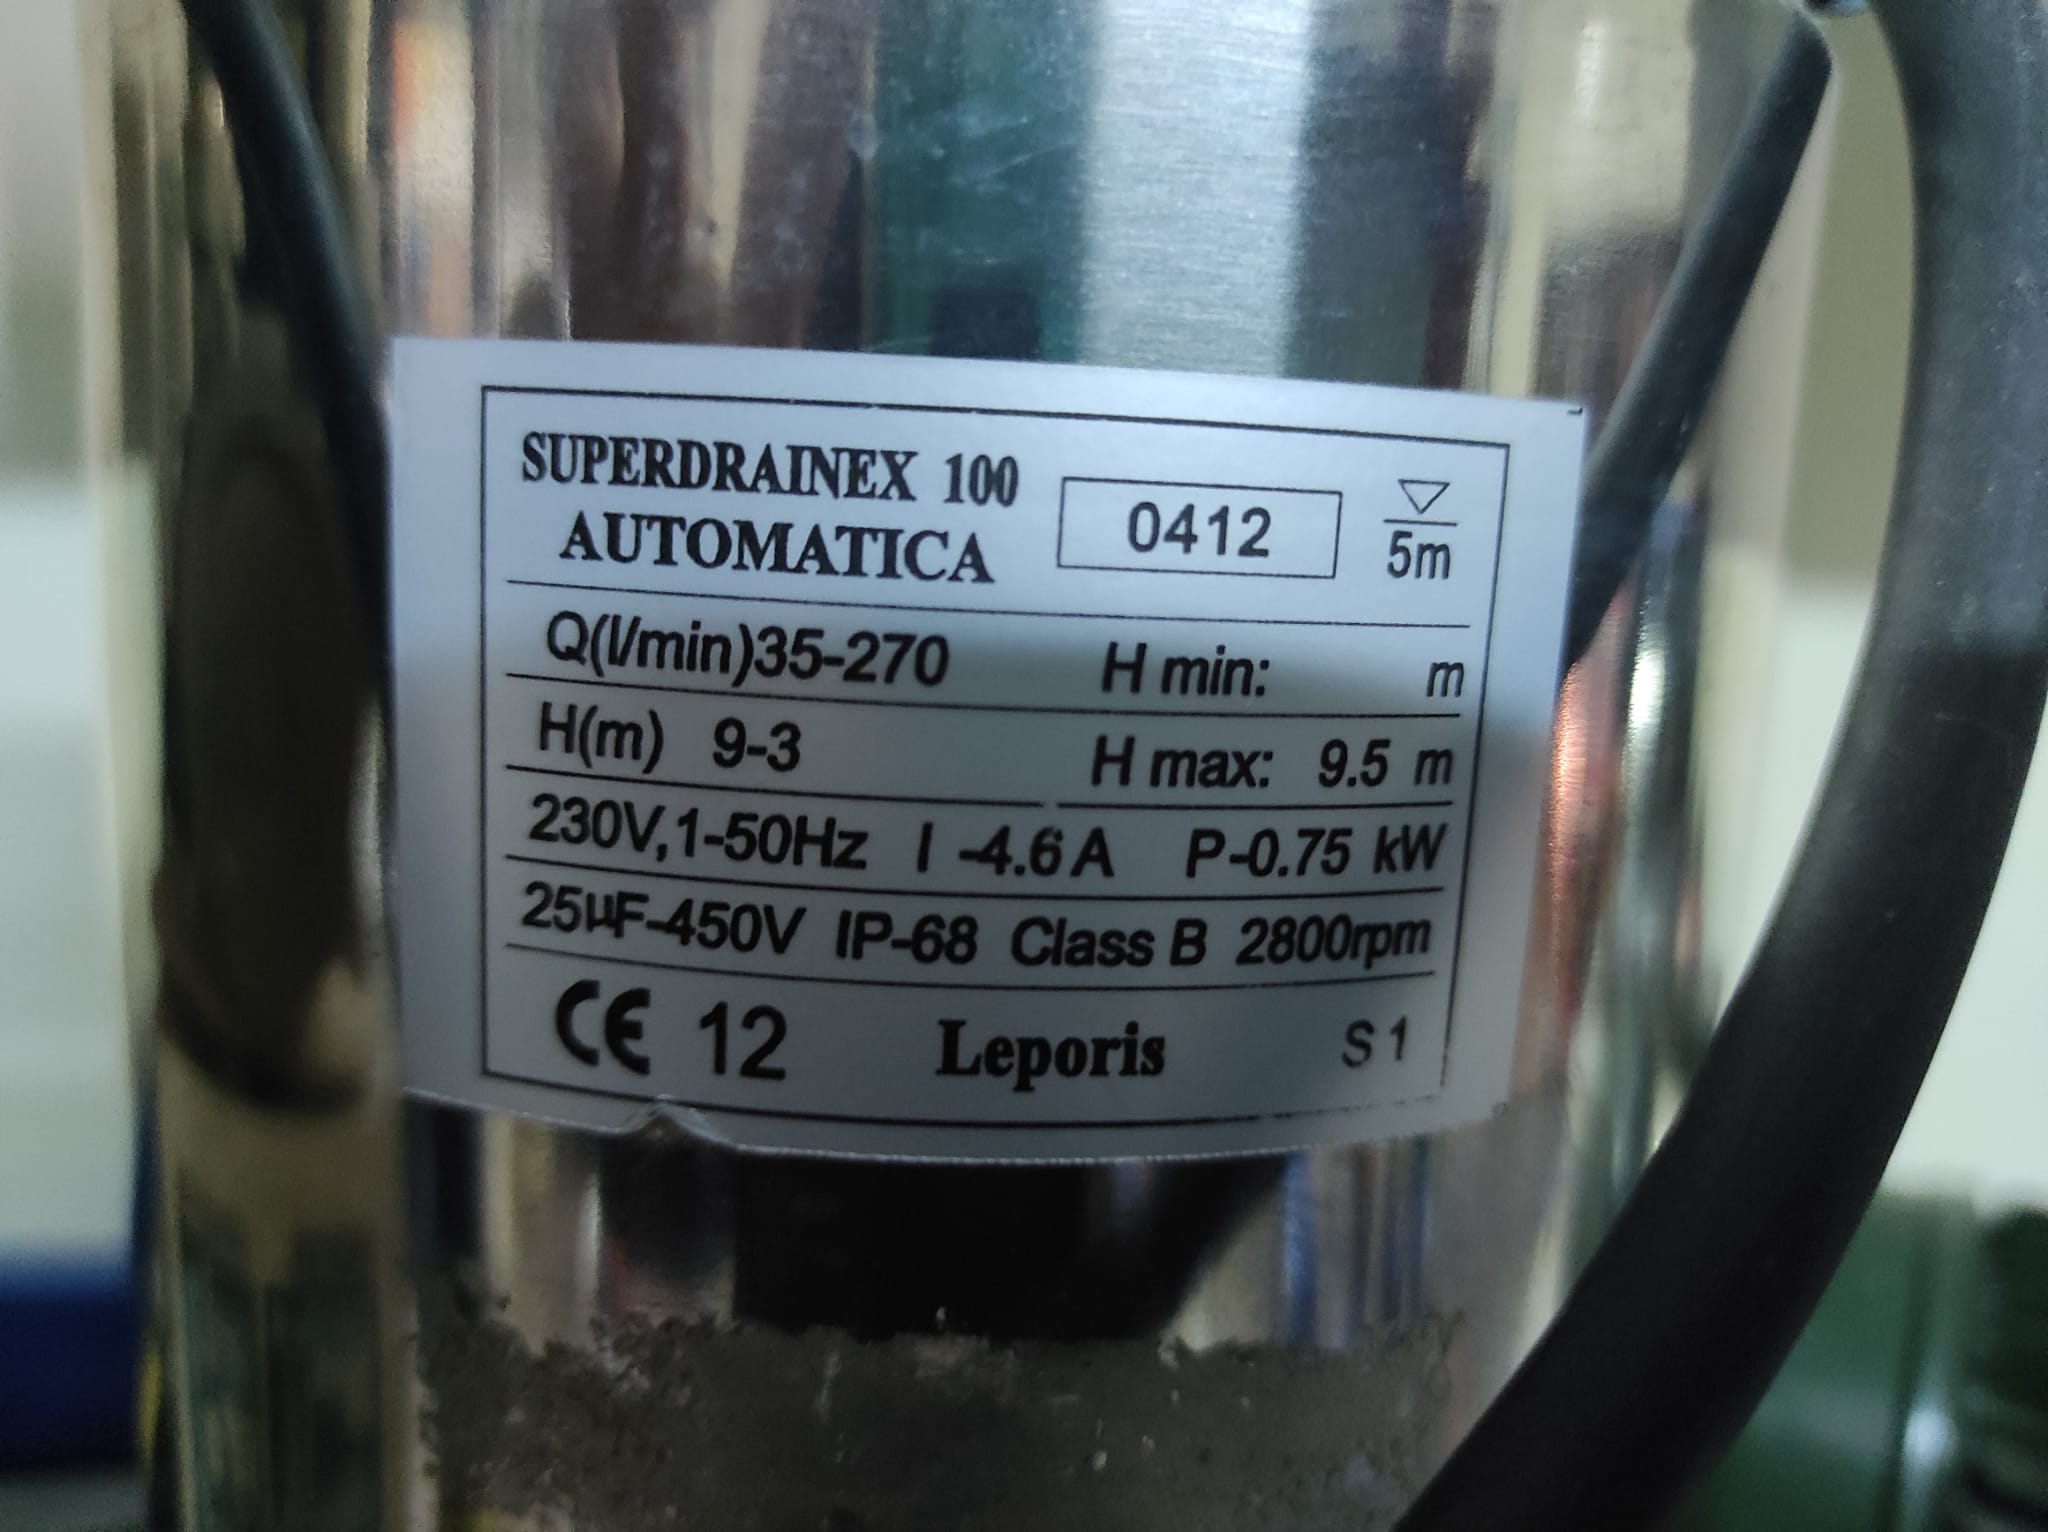 SUPERDRAINEX 100
AUTOMATICA
0412
5m
Q(l/min)35-270 H min: m
H(m) 9-3 H max: 9.5 m
230V,1-50Hz I -4.6 A P-0.75 kW
25µF-450V IP-68 Class B 2800rpm
CE 12 Leporis S 1